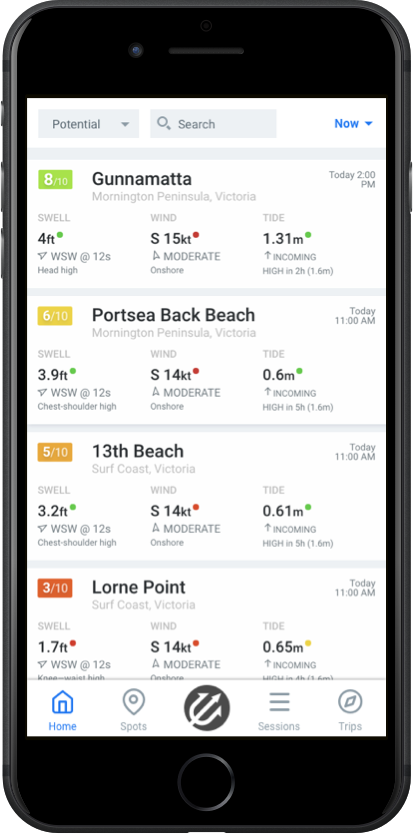 Potential
Search
Now
8/10
Gunnamatta
Today 2:00 PM
Mornington Peninsula, Victoria
SWELL WIND TIDE
4ft S 15kt 1.31m
WSW @ 12s MODERATE INCOMING
Head high Onshore HIGH in 2h (1.6m)
6/10
Portsea Back Beach
Today 11:00 AM
Mornington Peninsula, Victoria
SWELL WIND TIDE
3.9ft S 14kt 0.6m
WSW @ 12s MODERATE INCOMING
Chest-shoulder high Onshore HIGH in 5h (1.6m)
5/10
13th Beach
Today 11:00 AM
Surf Coast, Victoria
SWELL WIND TIDE
3.2ft S 14kt 0.61m
WSW @ 12s MODERATE INCOMING
Chest-shoulder high Onshore HIGH in 5h (1.6m)
3/10
Lorne Point
Today 11:00 AM
Surf Coast, Victoria
SWELL WIND TIDE
1.7ft S 14kt 0.65m
WSW @ 12s MODERATE INCOMING
Knee–waist high Onshore HIGH in 4h (1.6m)
Home Spots Sessions Trips